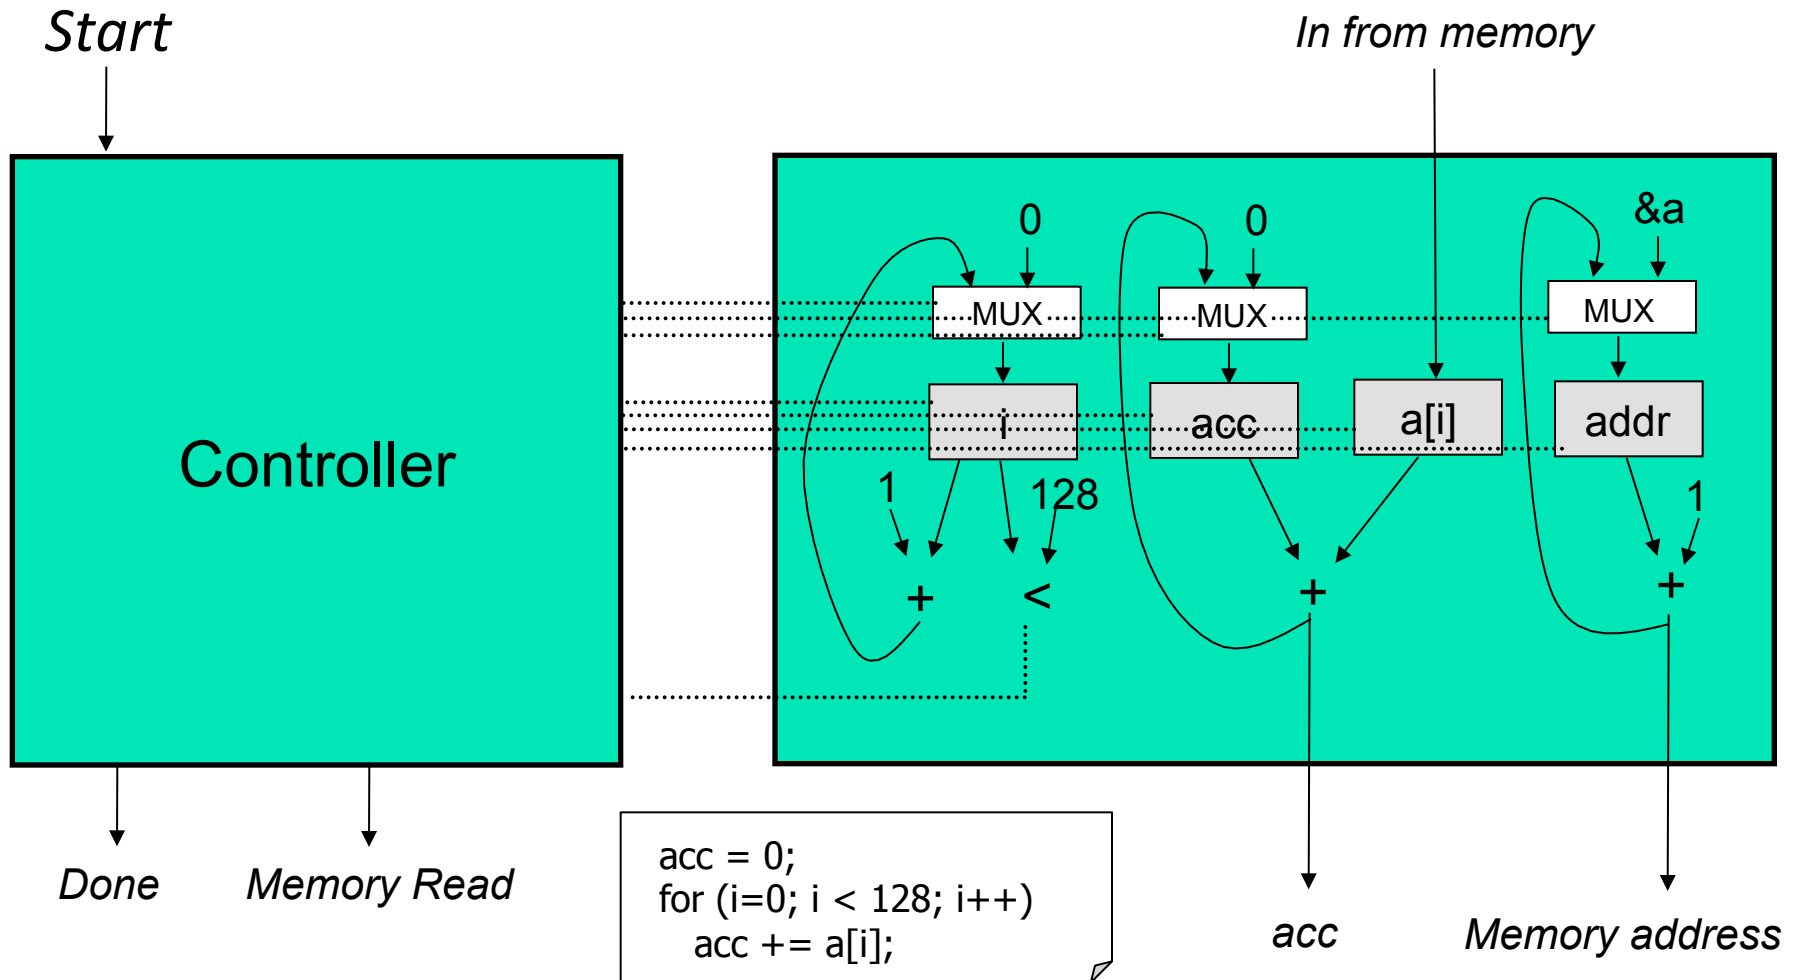 Start
In from memory
0
0
&a
MUX
MUX
MUX
i
acc
a[i]
addr
Controller
1
128
1
+
<
+
+
Done
Memory Read
acc = 0;
for (i=0; i < 128; i++)
acc += a[i];
acc
Memory address